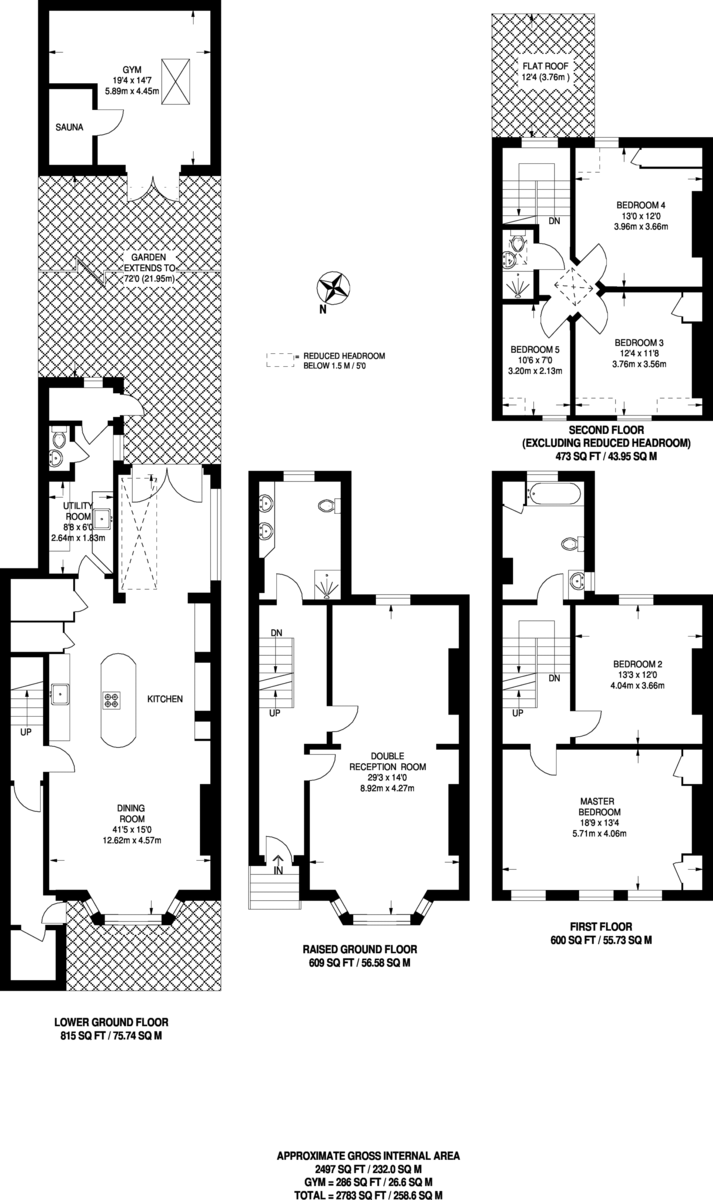 GYM
19'4 x 14'7
5.89m x 4.45m
SAUNA
GARDEN
EXTENDS TO
72'0 (21.95m)
UTILITY
ROOM
8'8 x 6'0
2.64m x 1.83m
KITCHEN
UP
DINING
ROOM
41'5 x 15'0
12.62m x 4.57m
LOWER GROUND FLOOR
815 SQ FT / 75.74 SQ M
N
= REDUCED HEADROOM
BELOW 1.5 M / 5'0
DN
UP
DOUBLE
RECEPTION ROOM
29'3 x 14'0
8.92m x 4.27m
IN
RAISED GROUND FLOOR
609 SQ FT / 56.58 SQ M
FLAT ROOF
12'4 (3.76m )
DN
BEDROOM 4
13'0 x 12'0
3.96m x 3.66m
BEDROOM 5
10'6 x 7'0
3.20m x 2.13m
BEDROOM 3
12'4 x 11'8
3.76m x 3.56m
SECOND FLOOR
(EXCLUDING REDUCED HEADROOM)
473 SQ FT / 43.95 SQ M
DN
UP
BEDROOM 2
13'3 x 12'0
4.04m x 3.66m
MASTER
BEDROOM
18'9 x 13'4
5.71m x 4.06m
FIRST FLOOR
600 SQ FT / 55.73 SQ M
APPROXIMATE GROSS INTERNAL AREA
2497 SQ FT / 232.0 SQ M
GYM = 286 SQ FT / 26.6 SQ M
TOTAL = 2783 SQ FT / 258.6 SQ M